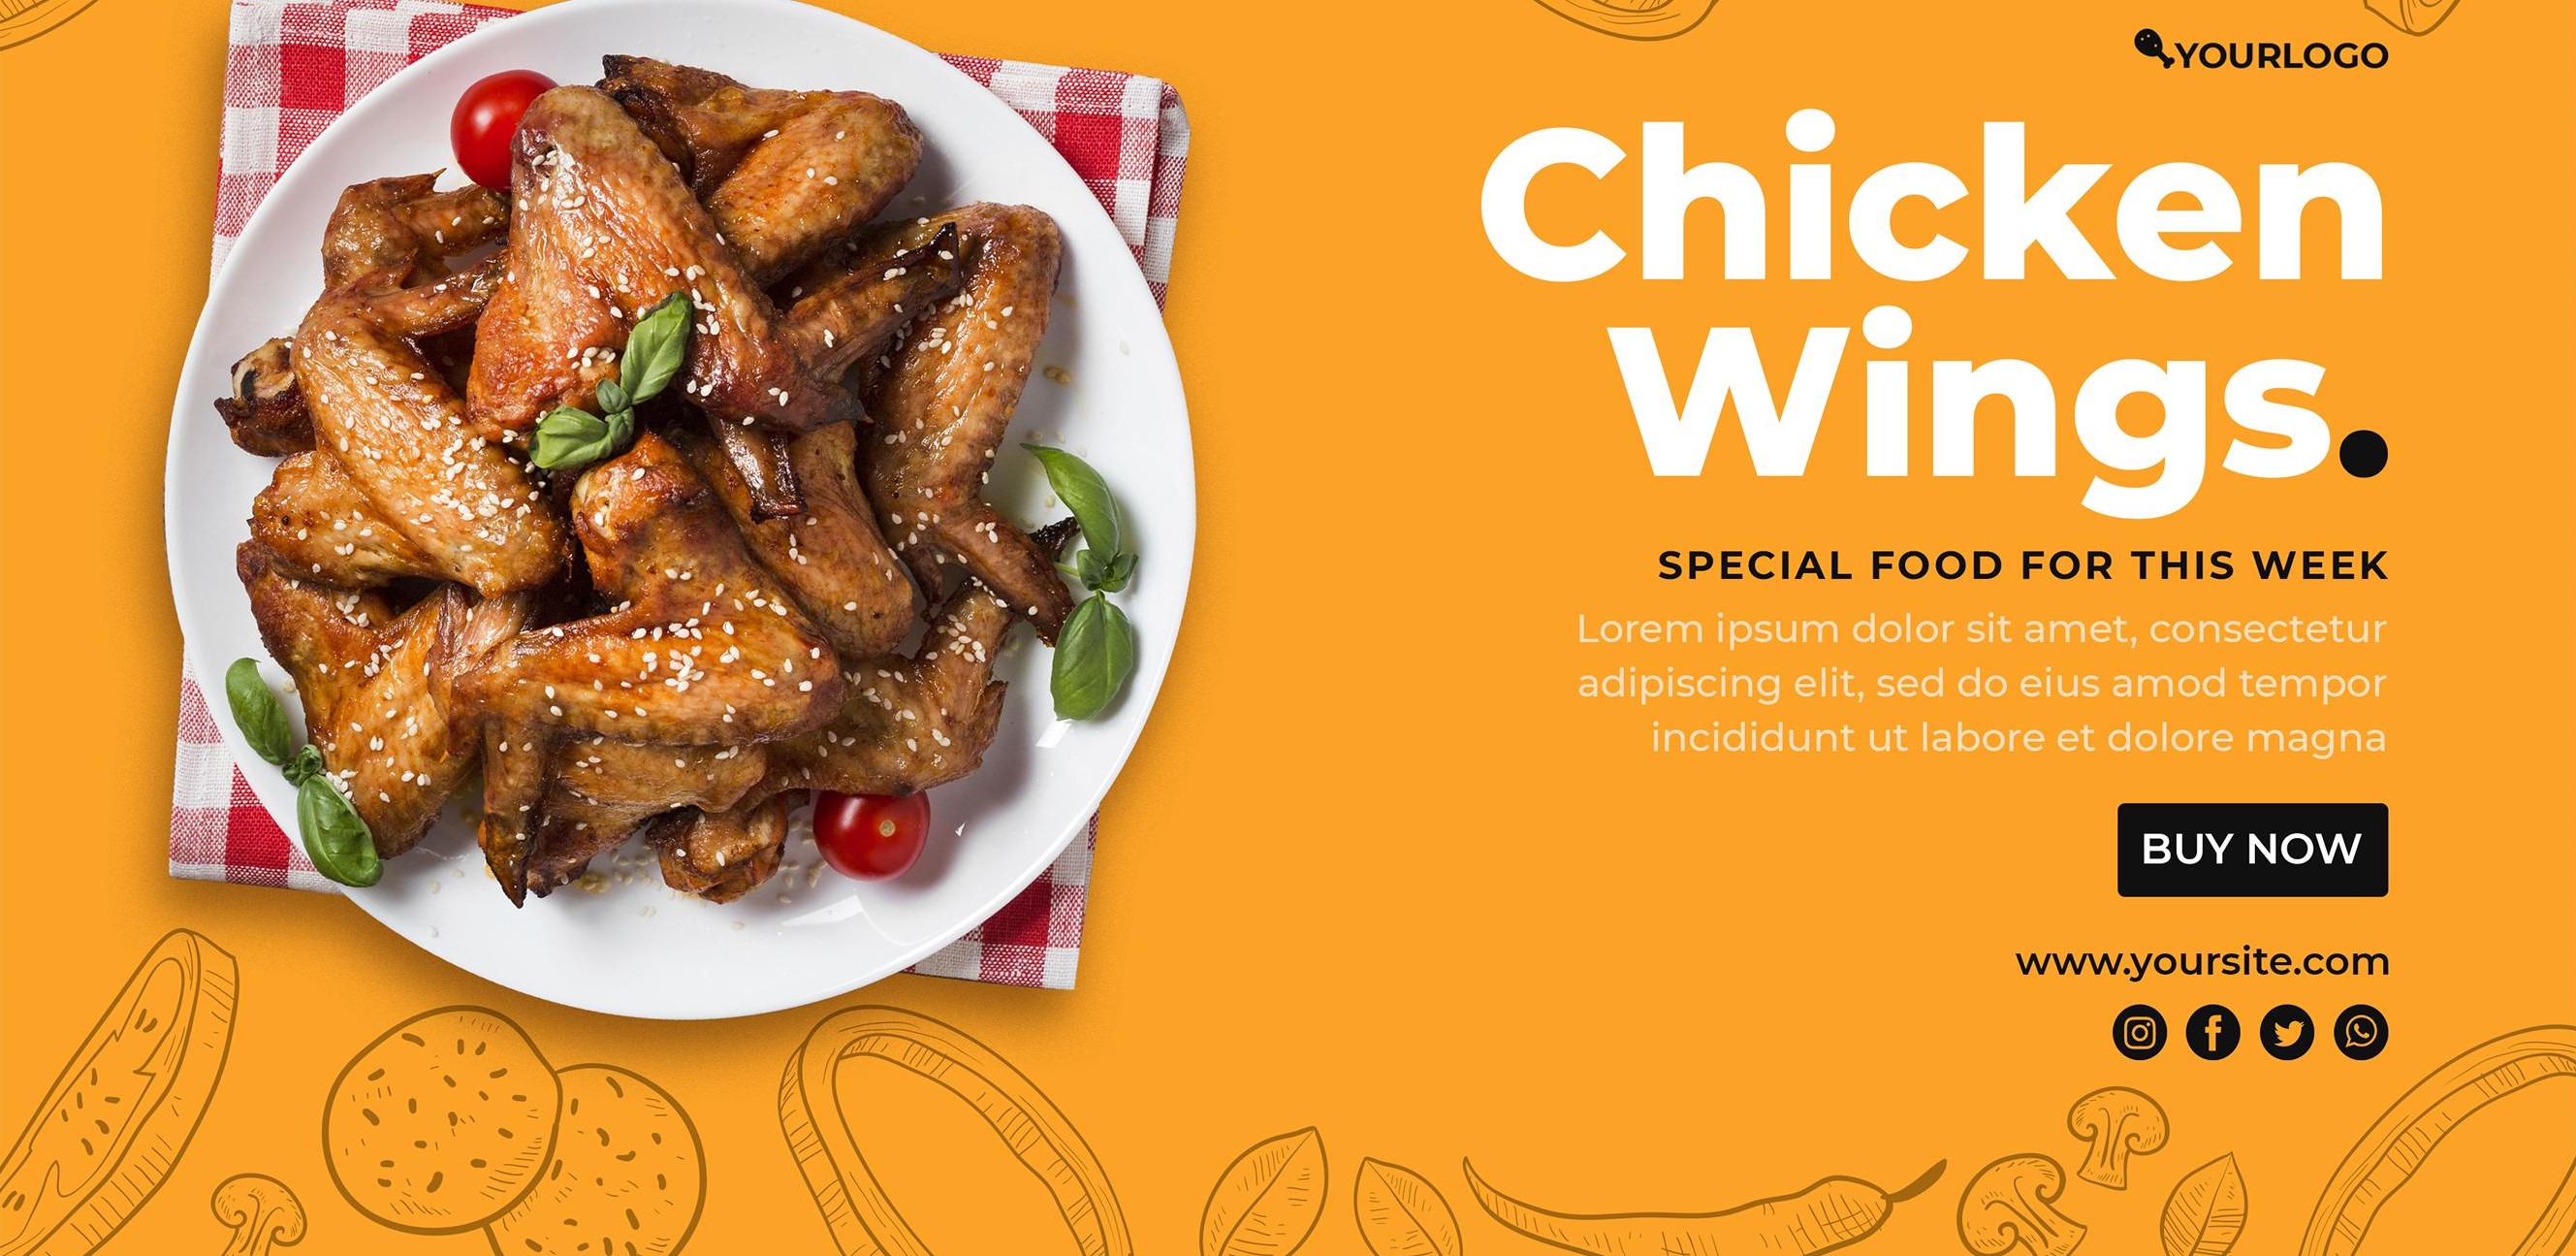 YOURLOGO
Chicken
Wings.
SPECIAL FOOD FOR THIS WEEK
Lorem ipsum dolor sit amet, consectetur
adipiscing elit, sed do eius amod tempor
incididunt ut labore et dolore magna
BUY NOW
www.yoursite.com